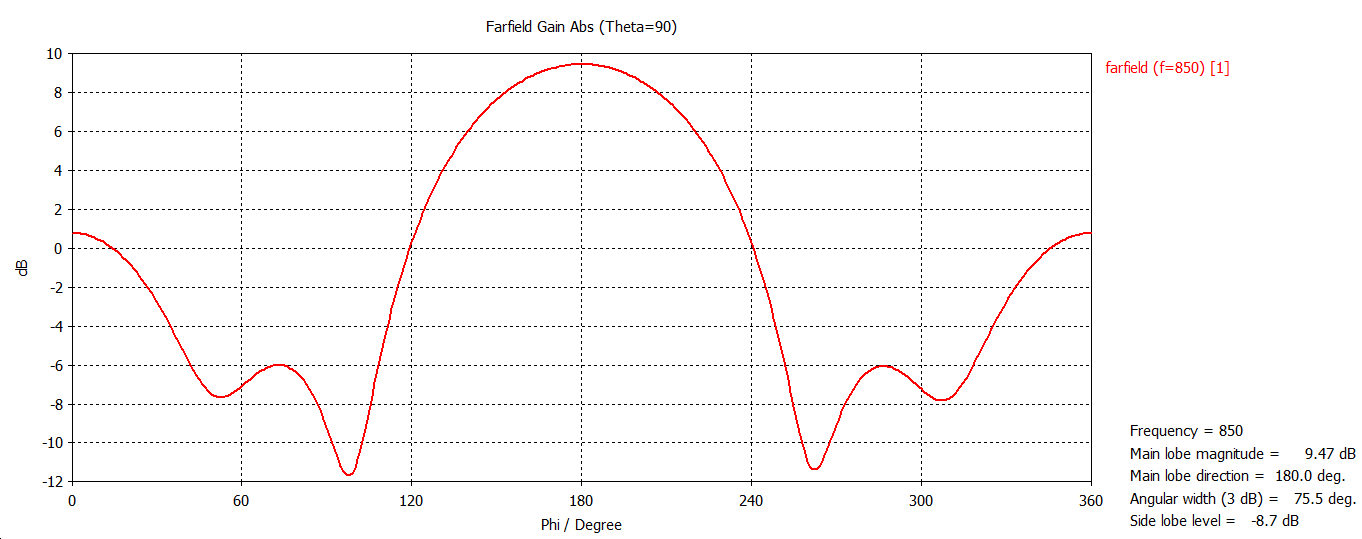 Farfield Gain Abs (Theta=90)
farfield (f=850) [1]
10
8
6
4
2
0
-2
-4
-6
-8
-10
-12
dB
0 60 120 180 240 300 360
Phi / Degree
Frequency = 850
Main lobe magnitude = 9.47 dB
Main lobe direction = 180.0 deg.
Angular width (3 dB) = 75.5 deg.
Side lobe level = -8.7 dB